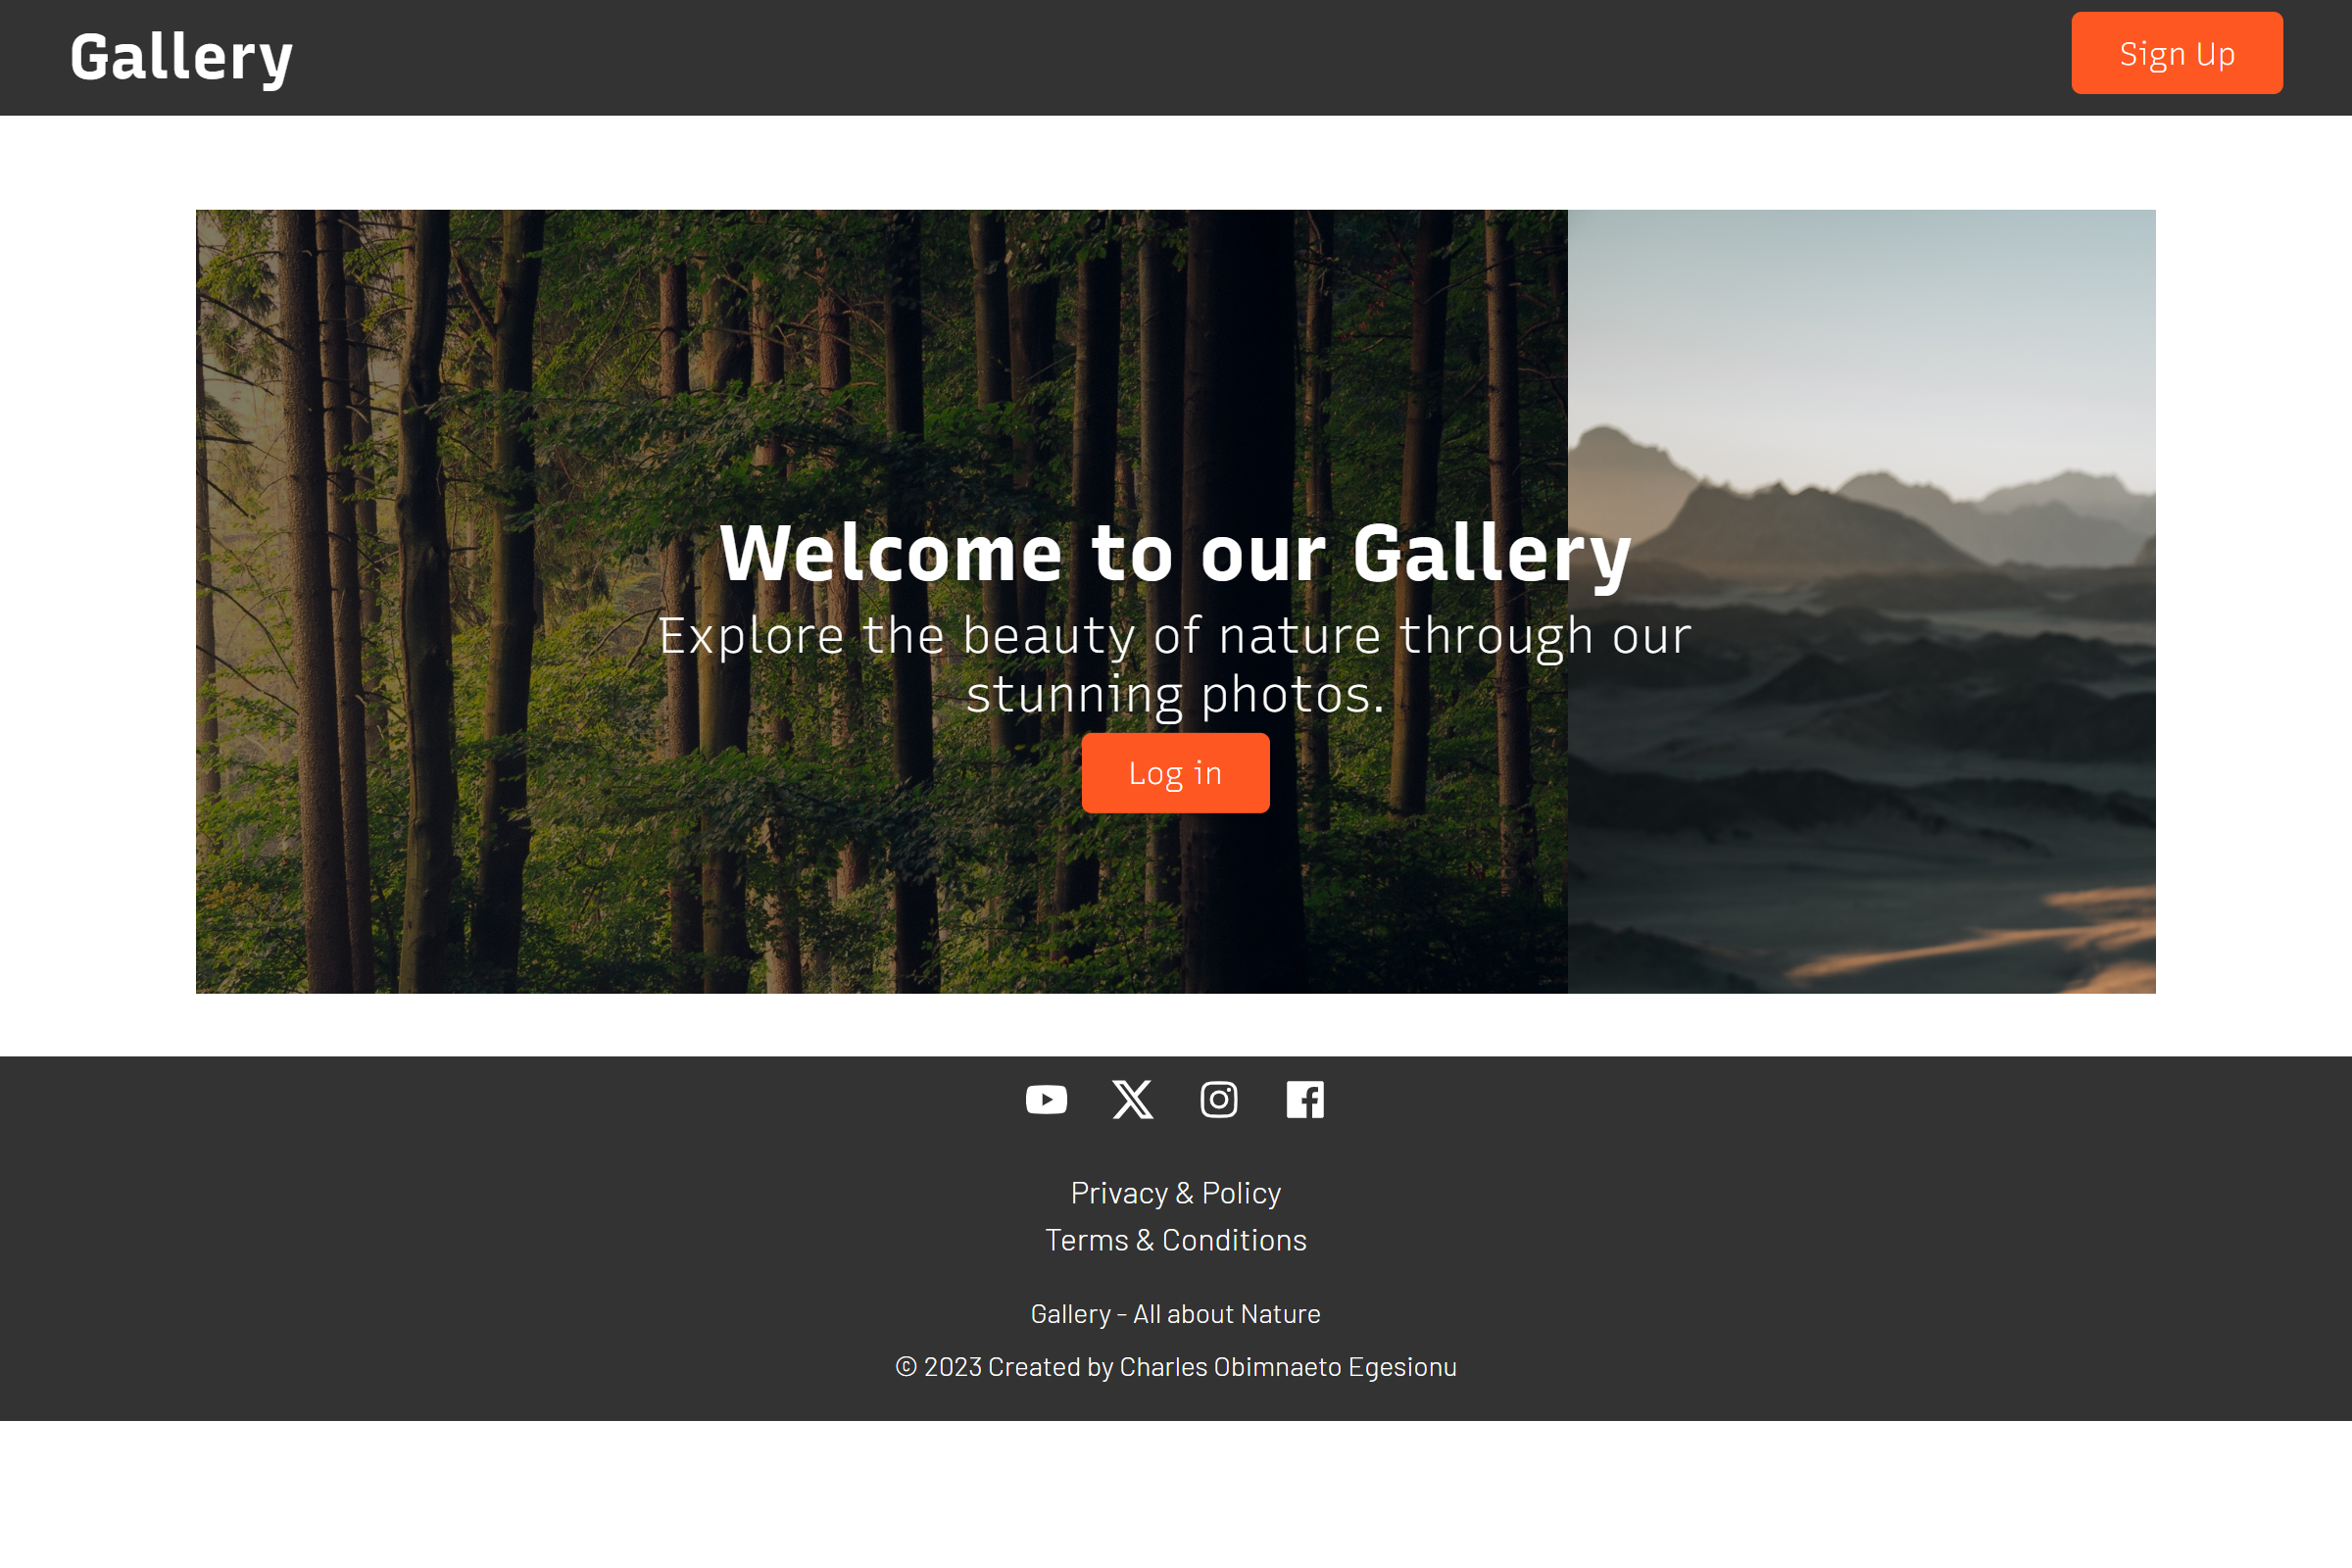 Gallery
Sign Up
Welcome to our Gallery
Explore the beauty of nature through our
stunning photos.
Log in
Privacy & Policy
Terms & Conditions
Gallery - All about Nature
© 2023 Created by Charles Obimnaeto Egesionu